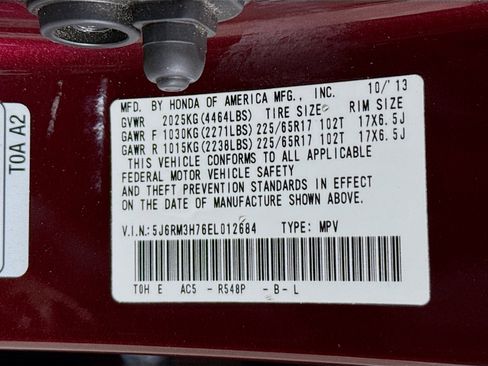 MFD. BY HONDA OF AMERICA MFG., INC. 10/'13
GVWR 2025KG(4464LBS) TIRE SIZE RIM SIZE
GAWR F 1030KG(2271LBS) 225/65R17 102T 17X6.5J
GAWR R 1015KG(2238LBS) 225/65R17 102T 17X6.5J
THIS VEHICLE CONFORMS TO ALL APPLICABLE
FEDERAL MOTOR VEHICLE SAFETY
AND THEFT PREVENTION STANDARDS IN EFFECT
ON THE DATE OF MANUFACTURE SHOWN ABOVE.
V.I.N:5J6RM3H76EL012684 TYPE: MPV
TOH E AC5 - R548P - B - L
TOA A2